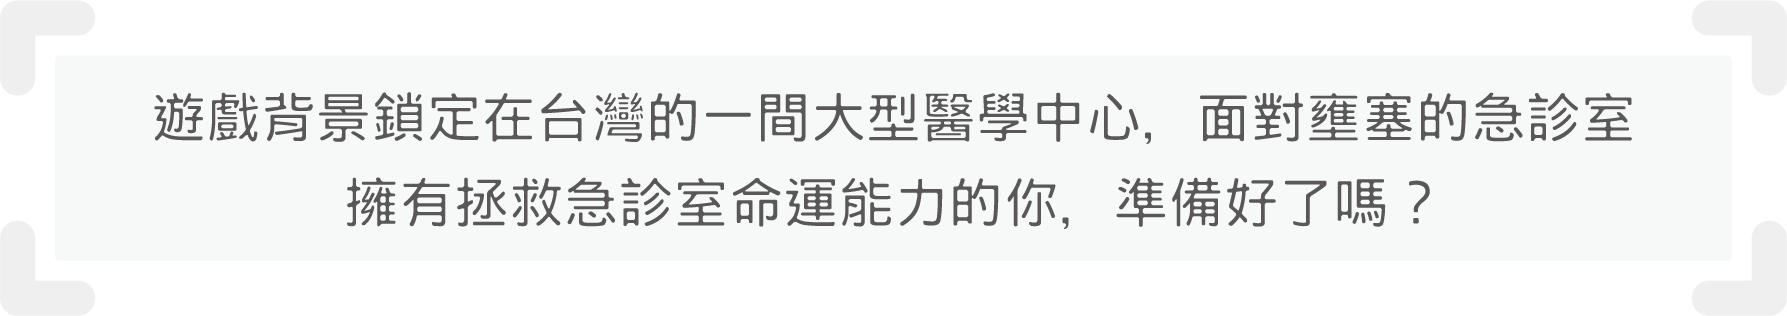 遊戲背景鎖定在台灣的一間大型醫學中心，面對壅塞的急診室
擁有拯救急診室命運能力的你，準備好了嗎？